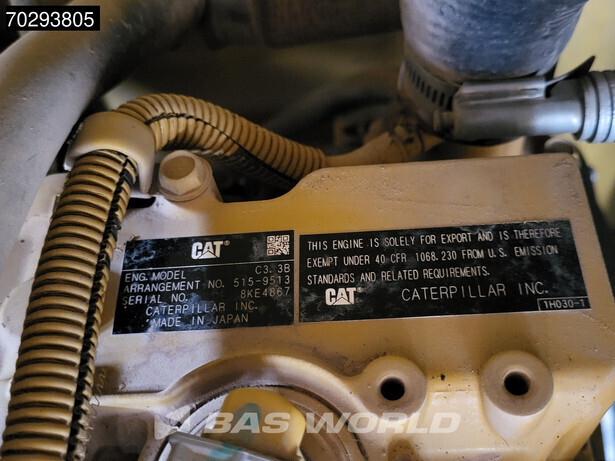 70293805
CAT®
ENG. MODEL C3.3B
ARRANGEMENT NO. 515-9513
SERIAL NO. 8KE4867
CATERPILLAR INC.
MADE IN JAPAN
THIS ENGINE IS SOLELY FOR EXPORT AND IS THEREFORE
EXEMPT UNDER 40 CFR 1068.230 FROM U.S. EMISSION
STANDARDS AND RELATED REQUIREMENTS.
CAT® CATERPILLAR INC.
1H030-1
BAS WORLD